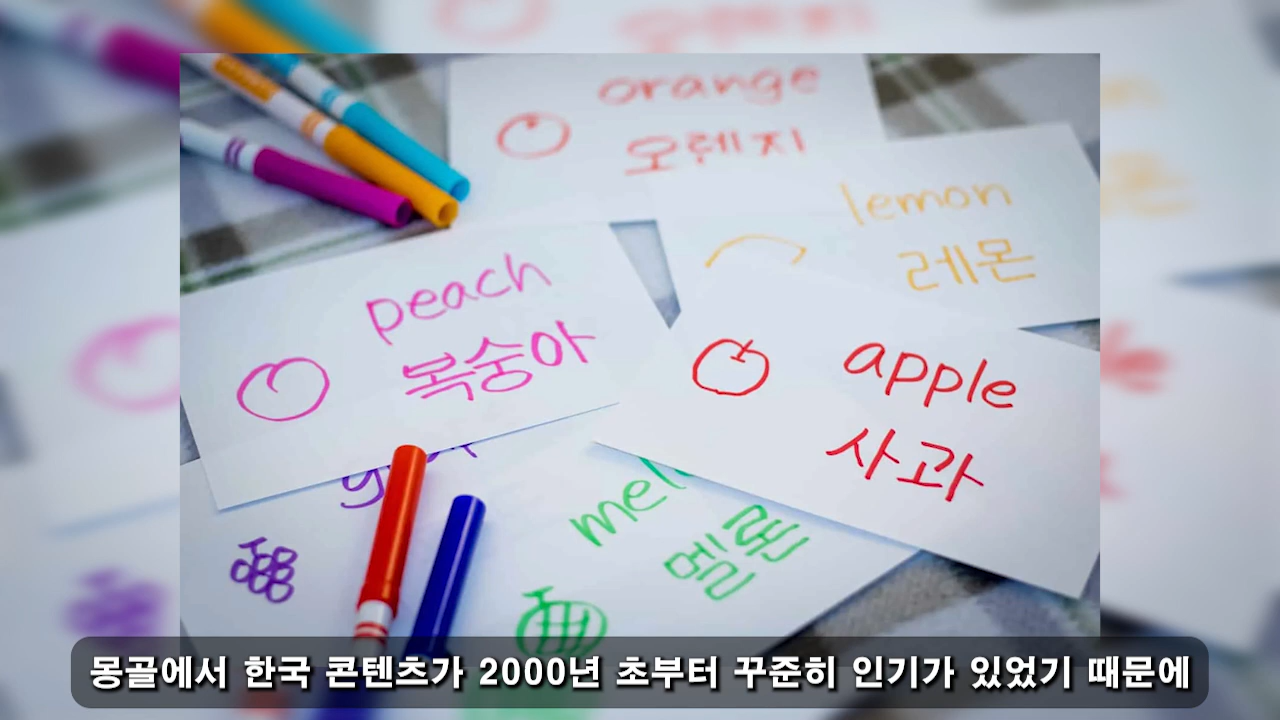 orange
오렌지
lemon
레몬
peach
복숭아
apple
사과
멜론
몽골에서 한국 콘텐츠가 2000년 초부터 꾸준히 인기가 있었기 때문에